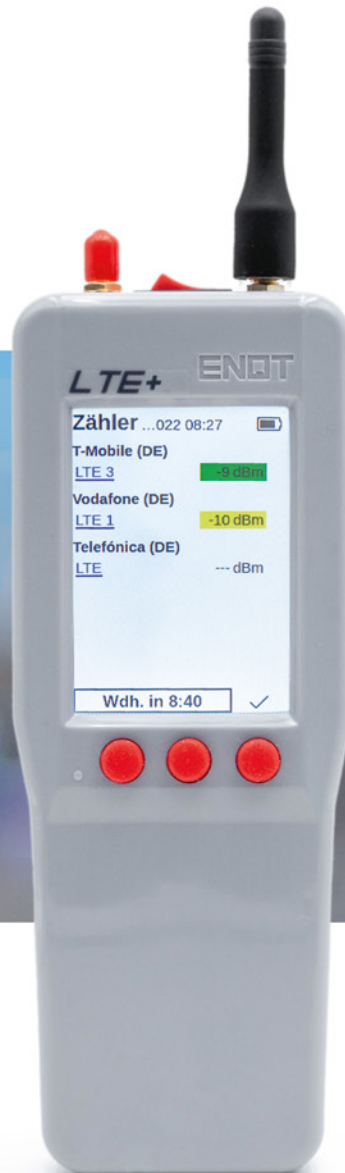 LTE+ ENQT
Zähler ...022 08:27
T-Mobile (DE)
LTE 3 -9 dBm
Vodafone (DE)
LTE 1 -10 dBm
Telefónica (DE)
LTE --- dBm
Wdh. in 8:40